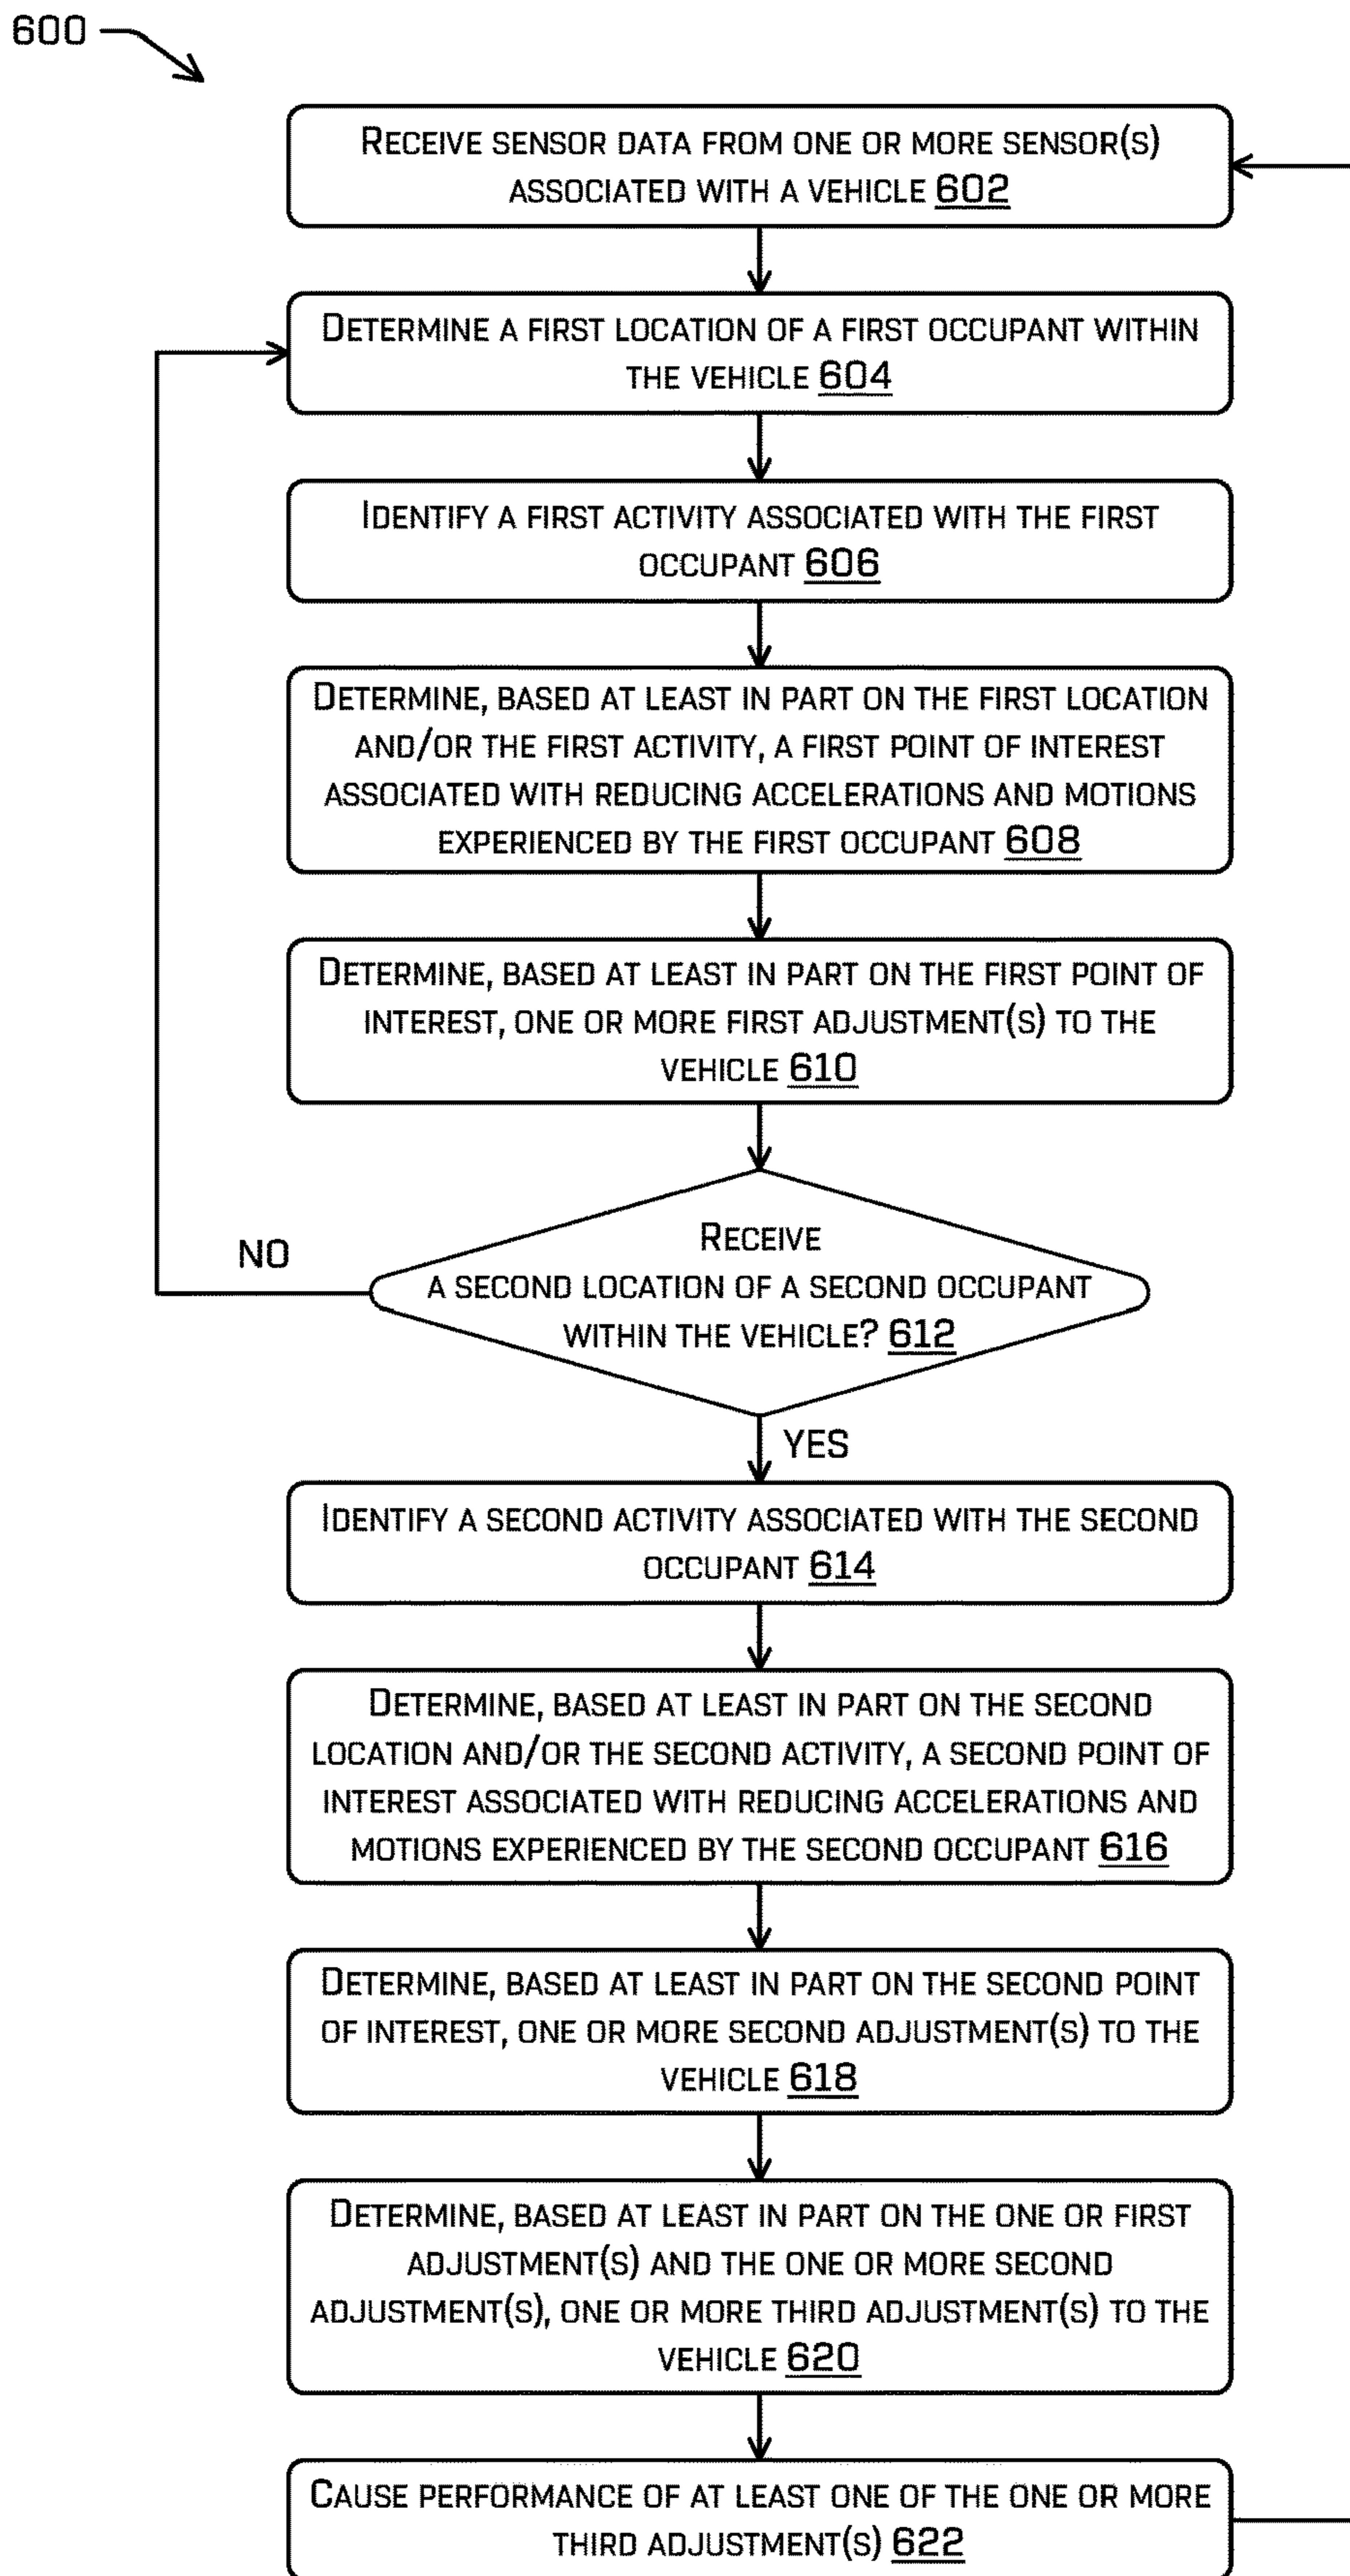 600
RECEIVE SENSOR DATA FROM ONE OR MORE SENSOR(S)
ASSOCIATED WITH A VEHICLE 602
DETERMINE A FIRST LOCATION OF A FIRST OCCUPANT WITHIN
THE VEHICLE 604
IDENTIFY A FIRST ACTIVITY ASSOCIATED WITH THE FIRST
OCCUPANT 606
DETERMINE, BASED AT LEAST IN PART ON THE FIRST LOCATION
AND/OR THE FIRST ACTIVITY, A FIRST POINT OF INTEREST
ASSOCIATED WITH REDUCING ACCELERATIONS AND MOTIONS
EXPERIENCED BY THE FIRST OCCUPANT 608
DETERMINE, BASED AT LEAST IN PART ON THE FIRST POINT OF
INTEREST, ONE OR MORE FIRST ADJUSTMENT(S) TO THE
VEHICLE 610
RECEIVE
A SECOND LOCATION OF A SECOND OCCUPANT
WITHIN THE VEHICLE? 612
NO
YES
IDENTIFY A SECOND ACTIVITY ASSOCIATED WITH THE SECOND
OCCUPANT 614
DETERMINE, BASED AT LEAST IN PART ON THE SECOND
LOCATION AND/OR THE SECOND ACTIVITY, A SECOND POINT OF
INTEREST ASSOCIATED WITH REDUCING ACCELERATIONS AND
MOTIONS EXPERIENCED BY THE SECOND OCCUPANT 616
DETERMINE, BASED AT LEAST IN PART ON THE SECOND POINT
OF INTEREST, ONE OR MORE SECOND ADJUSTMENT(S) TO THE
VEHICLE 618
DETERMINE, BASED AT LEAST IN PART ON THE ONE OR FIRST
ADJUSTMENT(S) AND THE ONE OR MORE SECOND
ADJUSTMENT(S), ONE OR MORE THIRD ADJUSTMENT(S) TO THE
VEHICLE 620
CAUSE PERFORMANCE OF AT LEAST ONE OF THE ONE OR MORE
THIRD ADJUSTMENT(S) 622